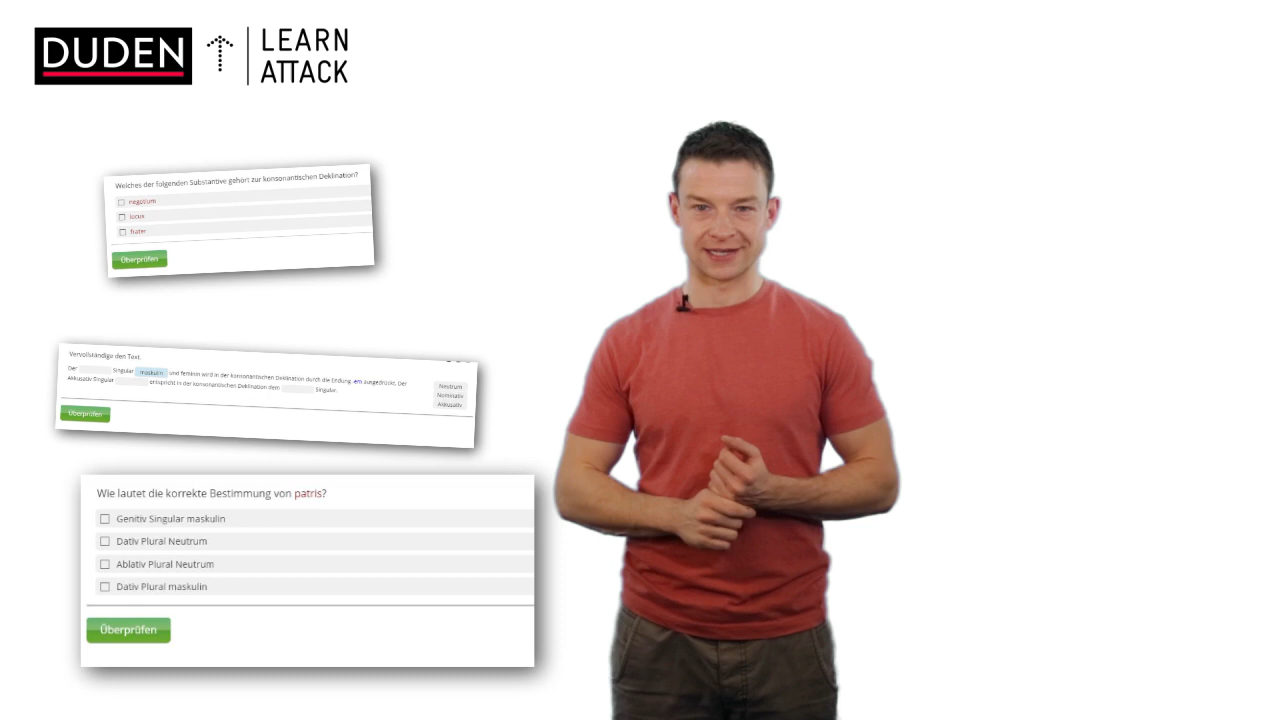 DUDEN
LEARN
ATTACK
Welches der folgenden Substantive gehört zur konsonantischen Deklination?
negotium
locus
frater
Überprüfen
Vervollständige den Text.
Der Singular maskulin und feminin wird in der konsonantischen Deklination durch die Endung -em ausgedrückt. Der
Akkusativ Singular entspricht in der konsonantischen Deklination dem Singular.
Neutrum
Nominativ
Akkusativ
Überprüfen
Wie lautet die korrekte Bestimmung von patris?
Genitiv Singular maskulin
Dativ Plural Neutrum
Ablativ Plural Neutrum
Dativ Plural maskulin
Überprüfen